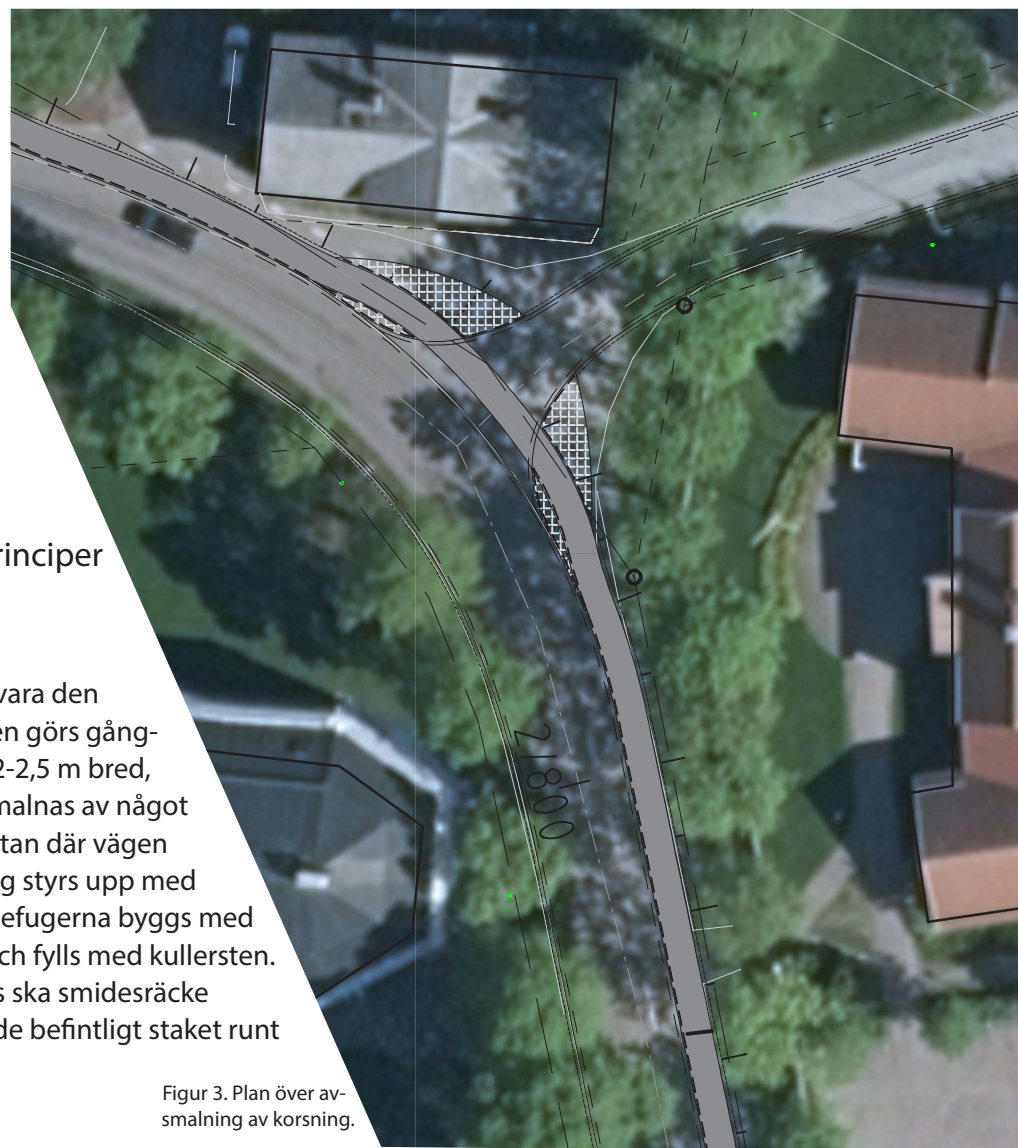 rinciper
vara den
én görs gång-
2-2,5 m bred,
malnas av något
tan där vägen
g styrs upp med
efugerna byggs med
ch fylls med kullersten.
s ska smidesräcke
de befintligt staket runt
Figur 3. Plan över av-
smalning av korsning.
2/800